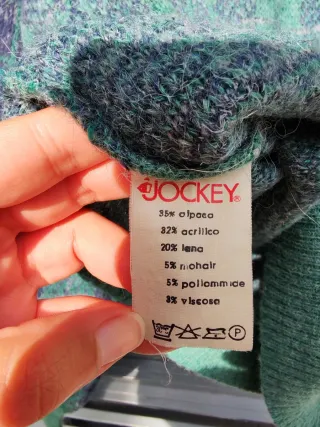 JOCKEY®
35% alpaca
32% acrilico
20% lana
5% mohair
5% poliammide
3% viscosa
P